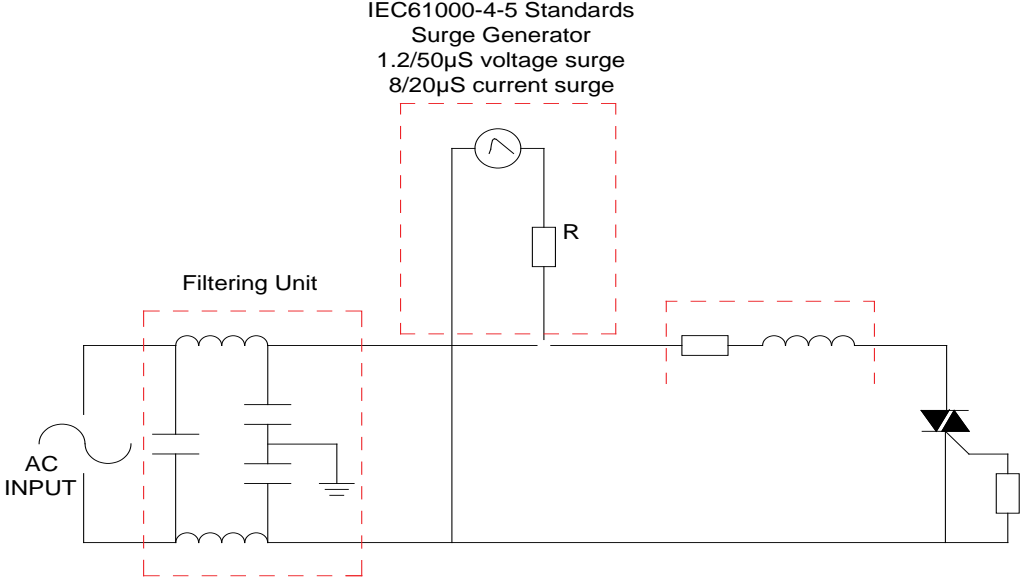 IEC61000-4-5 Standards
Surge Generator
1.2/50µS voltage surge
8/20µS current surge
R
Filtering Unit
AC
INPUT